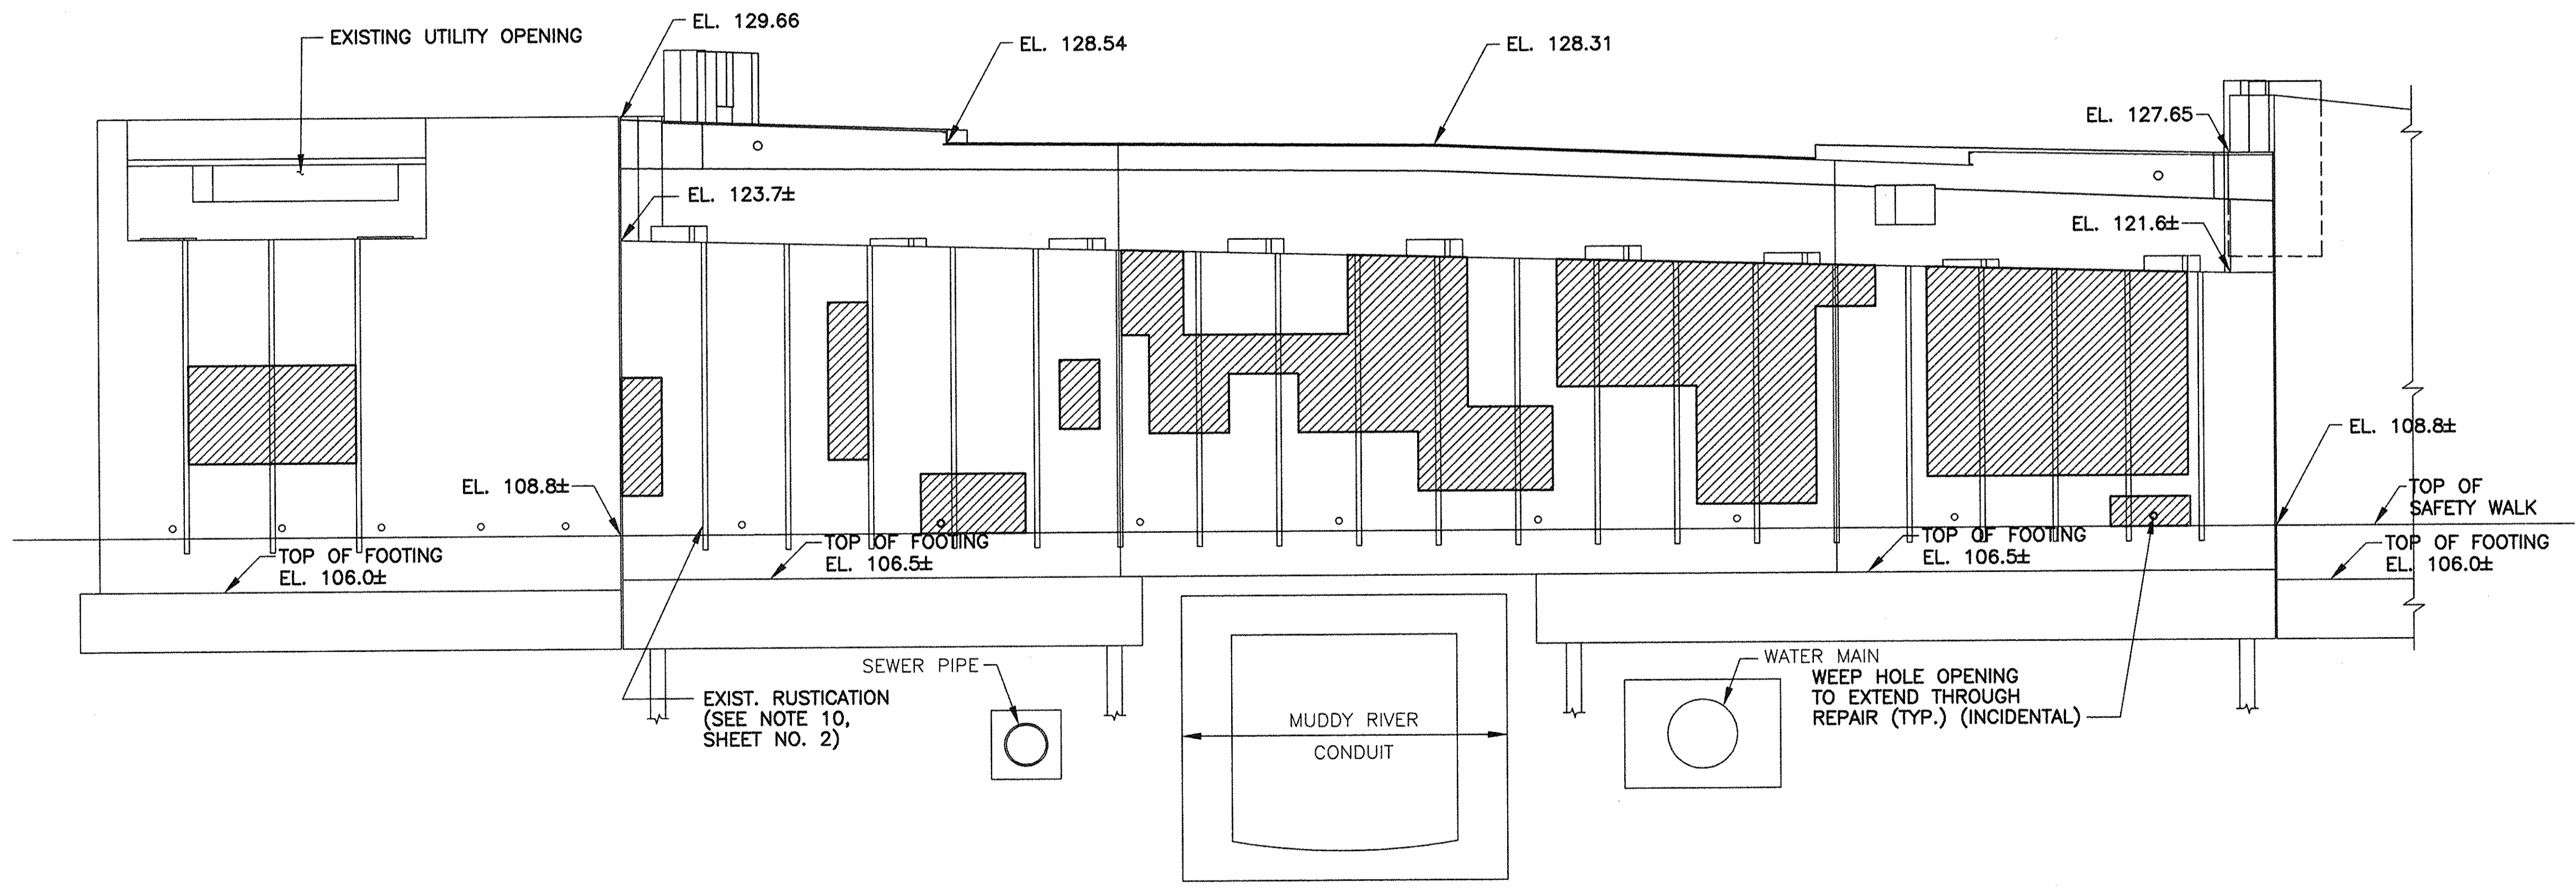 EL. 129.66
EXISTING UTILITY OPENING
EL. 128.54
EL. 128.31
EL. 127.65
EL. 123.7±
EL. 121.6±
EL. 108.8±
EL. 108.8±
TOP OF
SAFETY WALK
TOP OF FOOTING
EL. 106.0±
TOP OF FOOTING
EL. 106.5±
TOP OF FOOTING
EL. 106.5±
TOP OF FOOTING
EL. 106.0±
SEWER PIPE
WATER MAIN
WEEP HOLE OPENING
TO EXTEND THROUGH
REPAIR (TYP.) (INCIDENTAL)
EXIST. RUSTICATION
(SEE NOTE 10,
SHEET NO. 2)
MUDDY RIVER
CONDUIT